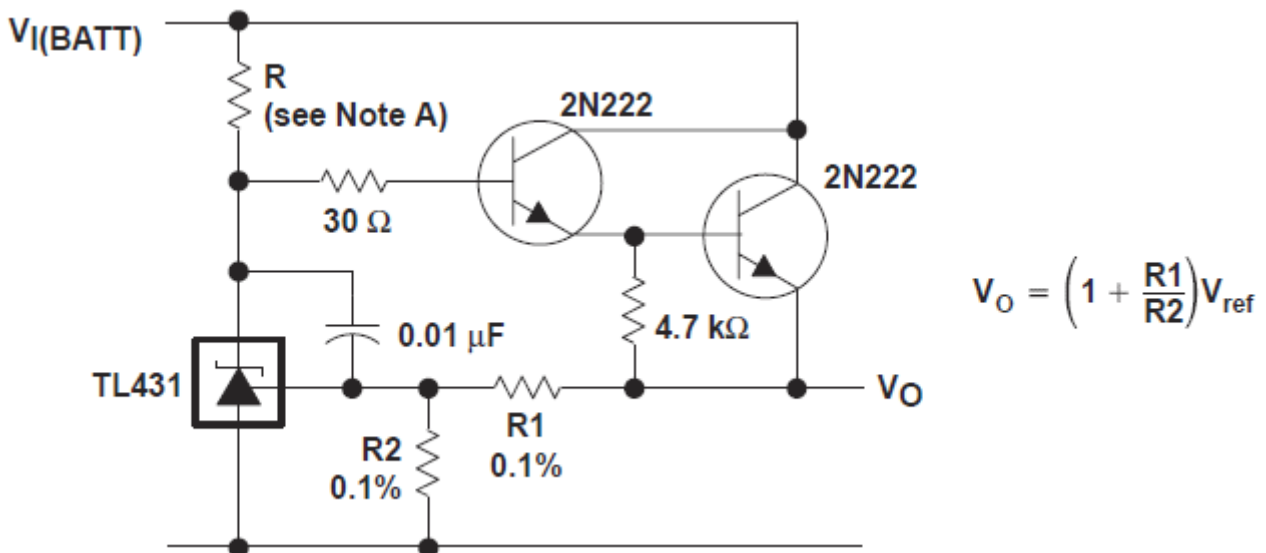 V_I(BATT)
R
(see Note A)
2N222
2N222
30 Ω
0.01 μF
4.7 kΩ
TL431
V_O
R1
0.1%
R2
0.1%
V_O = (1 + R1/R2)V_ref